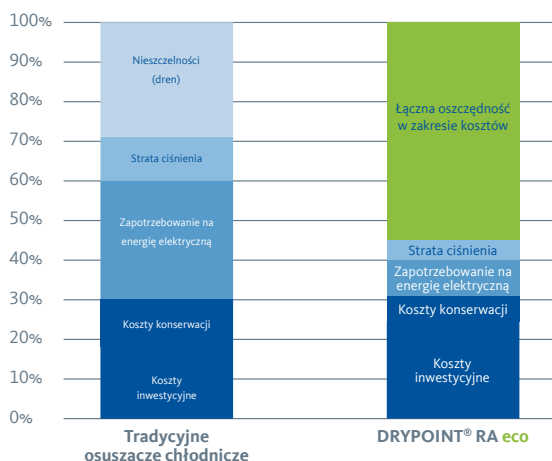 100%
90%
80%
70%
60%
50%
40%
30%
20%
10%
0%
Nieszczelności
(dren)
Strata ciśnienia
Zapotrzebowanie na
energię elektryczną
Koszty konserwacji
Koszty
inwestycyjne
Tradycyjne
osuszacze chłodnicze
Łączna oszczędność
w zakresie kosztów
Strata ciśnienia
Zapotrzebowanie na
energię elektryczną
Koszty konserwacji
Koszty
inwestycyjne
DRYPOINT® RA eco